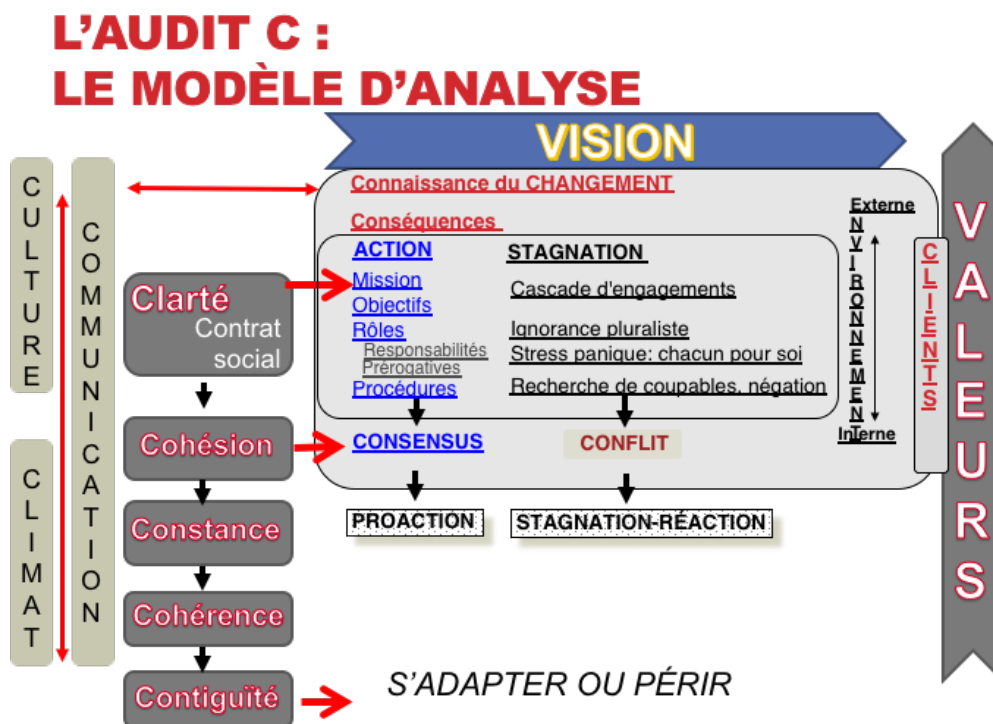 L'AUDIT C :
LE MODÈLE D'ANALYSE
VISION
CULTURE
CLIMAT
COMMUNICATION
Clarté
Contrat
social
Cohésion
Constance
Cohérence
Contiguïté
Connaissance du CHANGEMENT
Conséquences
ACTION
Mission
Objectifs
Rôles
Responsabilités
Prérogatives
Procédures
CONSENSUS
PROACTION
STAGNATION
Cascade d'engagements
Ignorance pluraliste
Stress panique: chacun pour soi
Recherche de coupables, négation
CONFLIT
STAGNATION-RÉACTION
Externe
ENVIRONNEMENT
Interne
CLIENTS
VALEURS
S'ADAPTER OU PÉRIR